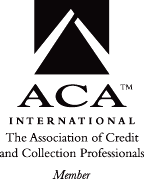 ACA™
INTERNATIONAL
The Association of Credit
and Collection Professionals
Member